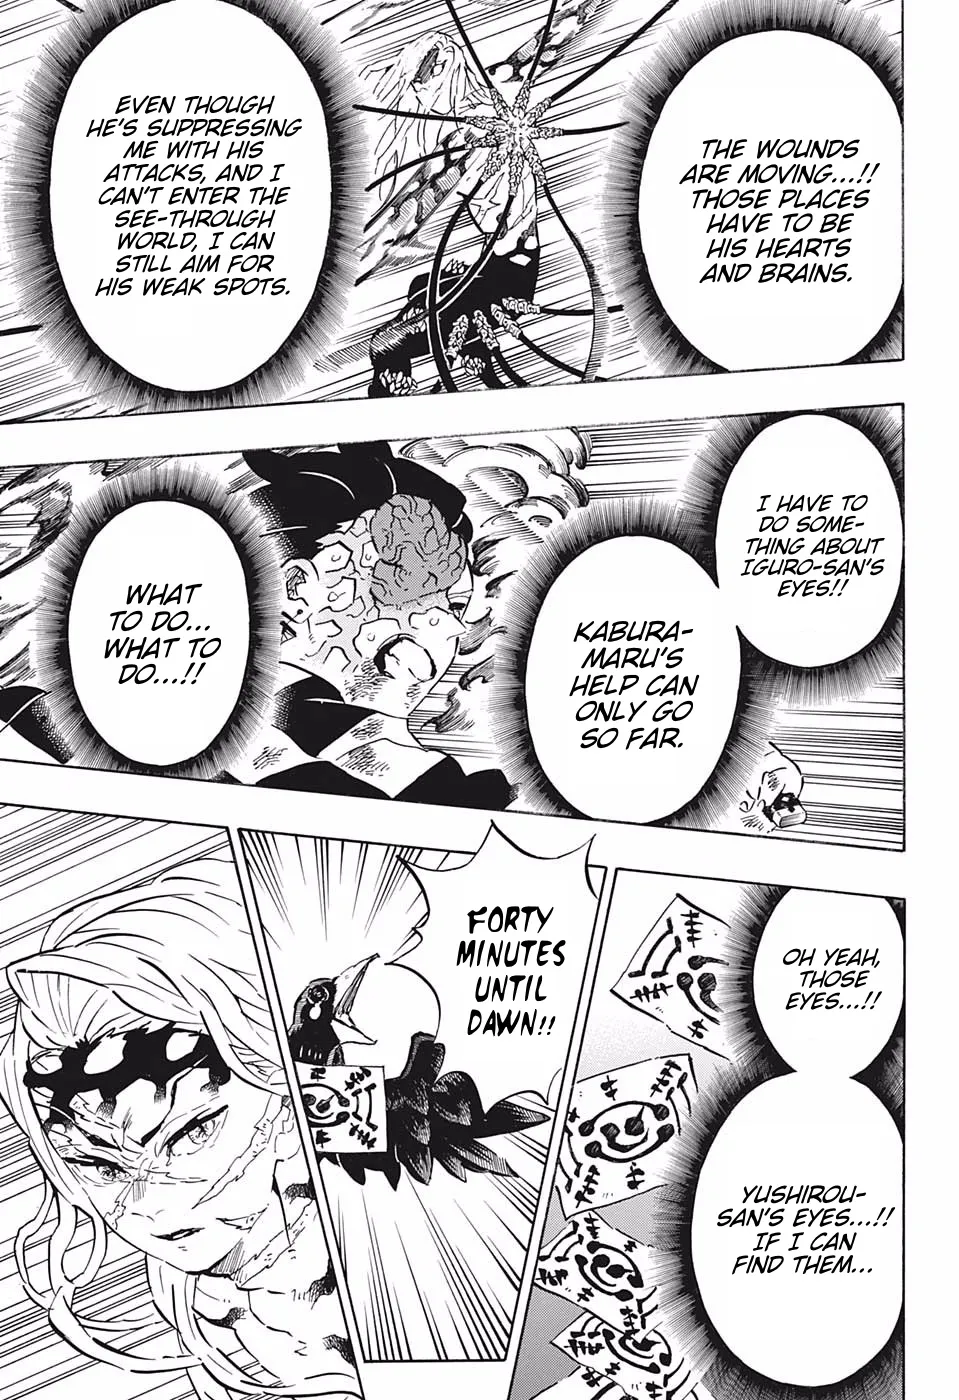 THE WOUNDS
ARE MOVING...!!
THOSE PLACES
HAVE TO BE
HIS HEARTS
AND BRAINS.
EVEN THOUGH
HE'S SUPPRESSING
ME WITH HIS
ATTACKS, AND I
CAN'T ENTER THE
SEE-THROUGH
WORLD, I CAN
STILL AIM FOR
HIS WEAK SPOTS.
I HAVE TO
DO SOME-
THING ABOUT
IGURO-SAN'S
EYES!!
KABURA-
MARU'S
HELP CAN
ONLY GO
SO FAR.
WHAT
TO DO...
WHAT TO
DO...!!
OH YEAH,
THOSE
EYES...!!
YUSHIROU-
SAN'S EYES...!!
IF I CAN
FIND THEM...
FORTY
MINUTES
UNTIL
DAWN!!